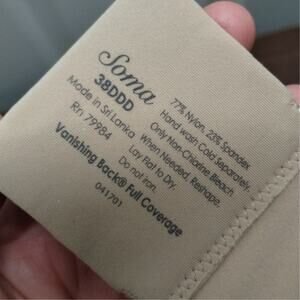 Soma
38DDD
Made in Sri Lanka
Rn 79984
77% Nylon, 23% Spandex
Hand wash Cold Separately,
Only Non-Chlorine Bleach
When Needed, Reshape,
Lay Flat to Dry,
Do not iron.
Vanishing Back® Full Coverage
041701